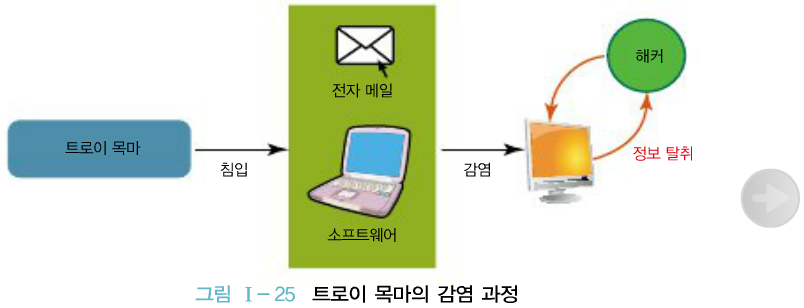 해커
전자 메일
트로이 목마
침입
감염
정보 탈취
소프트웨어
그림 Ⅰ-25 트로이 목마의 감염 과정